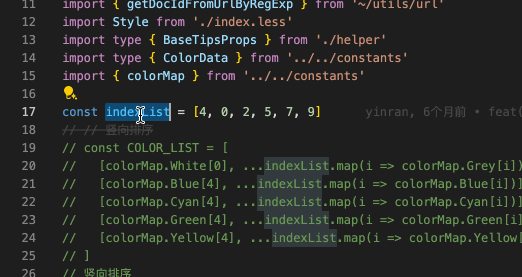 11 import { getDocIdFromUrlByRegExp } from '~/utils/url'
12 import Style from './index.less'
13 import type { BaseTipsProps } from './helper'
14 import type { ColorData } from '../../constants'
15 import { colorMap } from '../../constants'
16
17 const indexList = [4, 0, 2, 5, 7, 9] yinran, 6个月前 • feat(
18 // // 竖向排序
19 // const COLOR_LIST = [
20 //   [colorMap.White[0], ...indexList.map(i => colorMap.Grey[i])
21 //   [colorMap.Blue[4], ...indexList.map(i => colorMap.Blue[i])]
22 //   [colorMap.Cyan[4], ...indexList.map(i => colorMap.Cyan[i])]
23 //   [colorMap.Green[4], ...indexList.map(i => colorMap.Green[i
24 //   [colorMap.Yellow[4], ...indexList.map(i => colorMap.Yellow
25 // ]
26 // 竖向排序